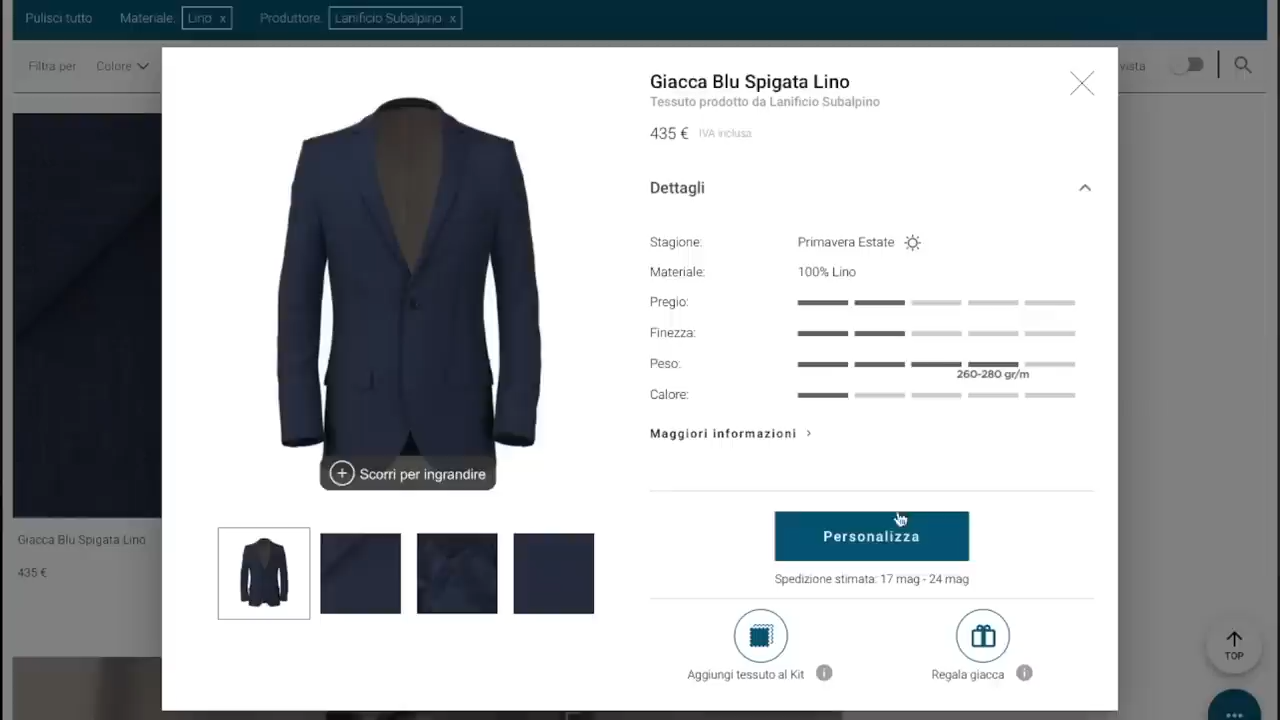 Pulisci tutto Materiale: Lino x Produttore: Lanificio Subalpino x
Filtra per Colore vista
Giacca Blu Spigata Lino
Tessuto prodotto da Lanificio Subalpino
435 € IVA inclusa
Dettagli
Stagione: Primavera Estate
Materiale: 100% Lino
Pregio:
Finezza:
Peso:
260-280 gr/m
Calore:
Maggiori informazioni >
Scorri per ingrandire
Personalizza
Spedizione stimata: 17 mag - 24 mag
Aggiungi tessuto al Kit i
Regala giacca i
Giacca Blu Spigata Lino
435 €
TOP